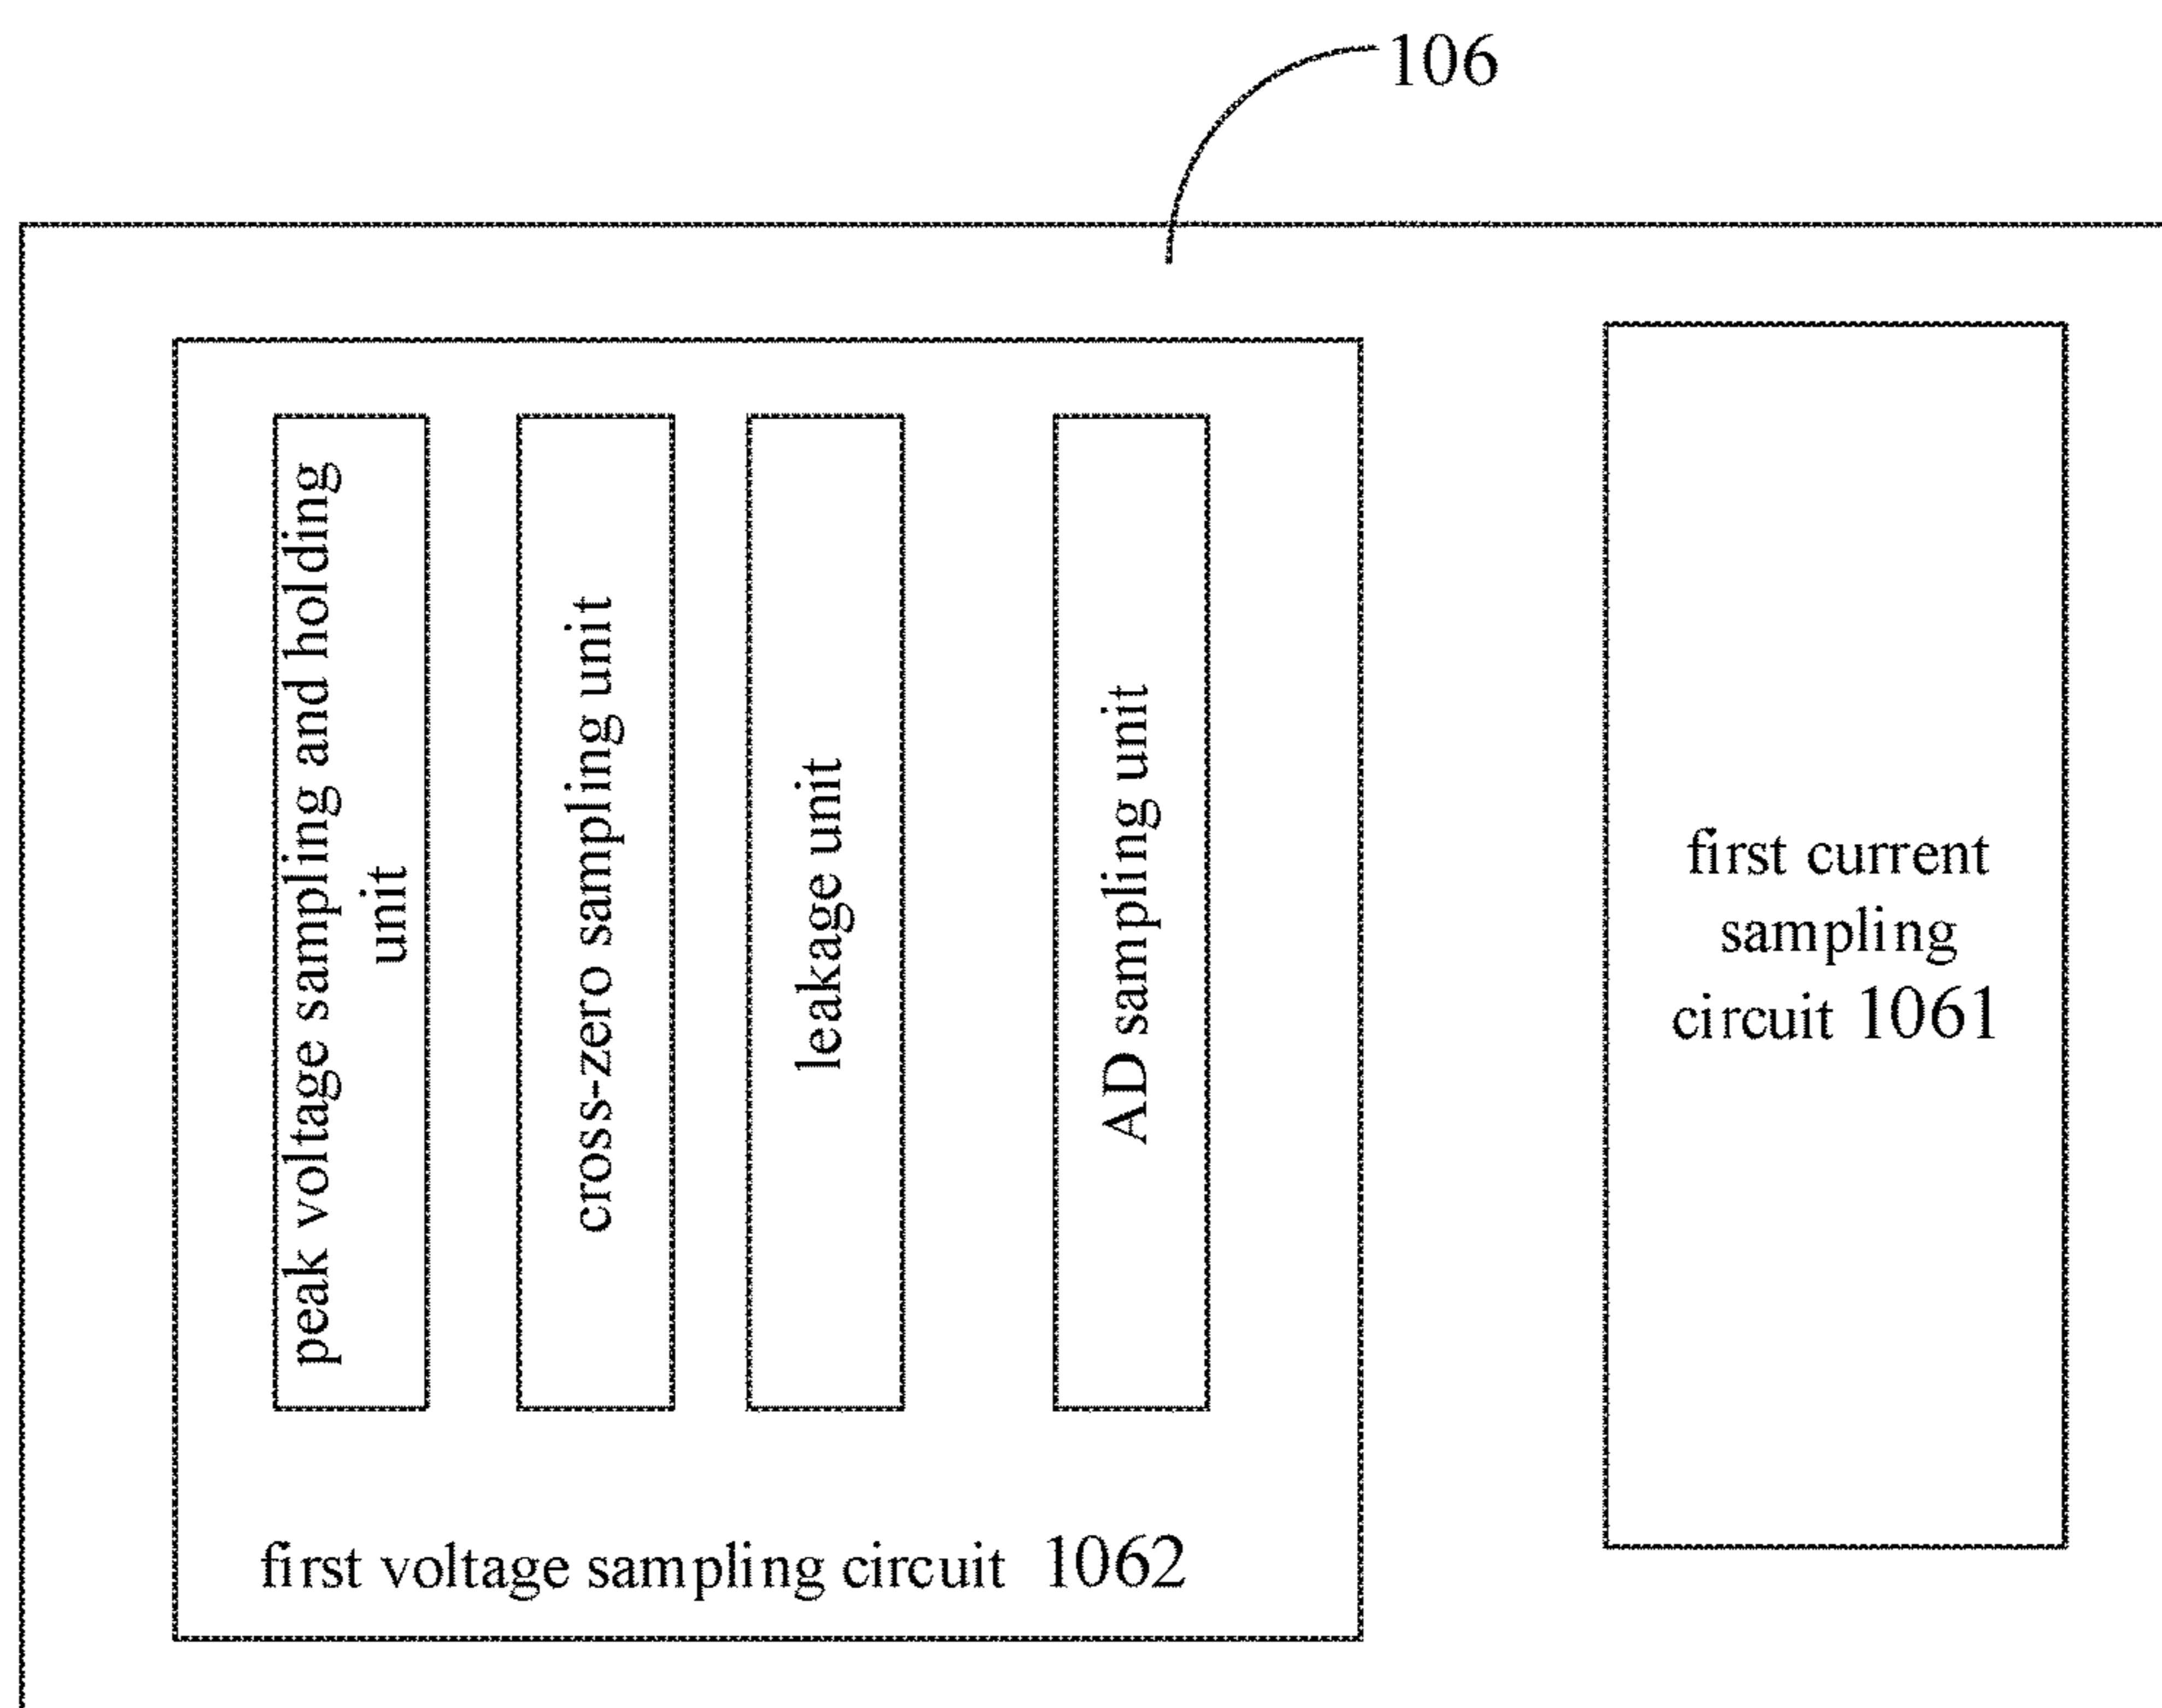 106
peak voltage sampling and holding
unit
cross-zero sampling unit
leakage unit
AD sampling unit
first voltage sampling circuit 1062
first current
sampling
circuit 1061